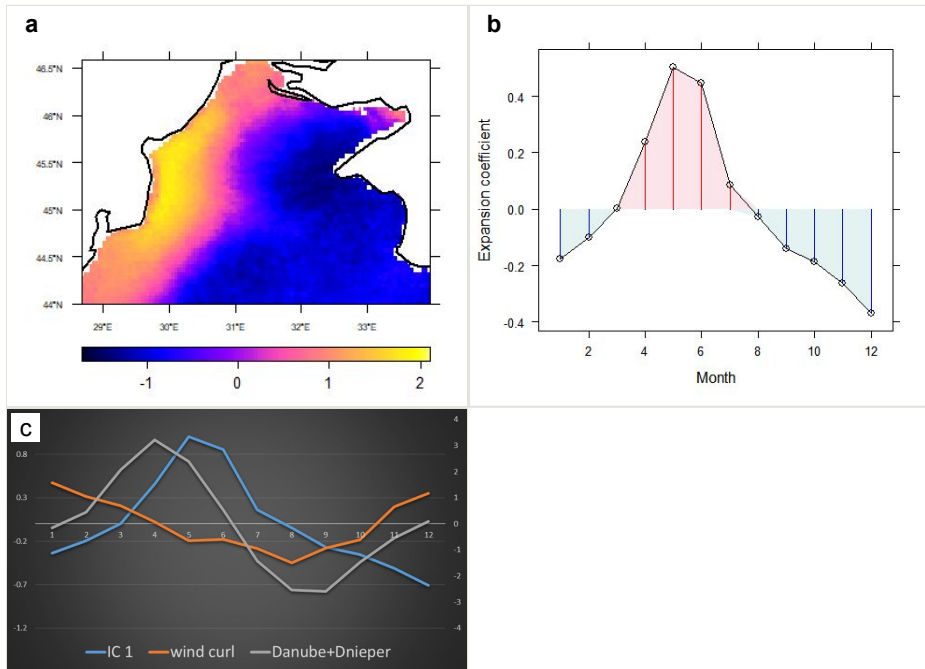 a
46.5°N
46°N
45.5°N
45°N
44.5°N
44°N
29°E 30°E 31°E 32°E 33°E
-1 0 1 2
b
Expansion coefficient
0.4
0.2
0.0
-0.2
-0.4
2 4 6 8 10 12
Month
c
0.8
0.3
-0.2
-0.7
-1.2
1 2 3 4 5 6 7 8 9 10 11 12
4
3
2
1
0
-1
-2
-3
-4
IC 1 wind curl Danube+Dnieper